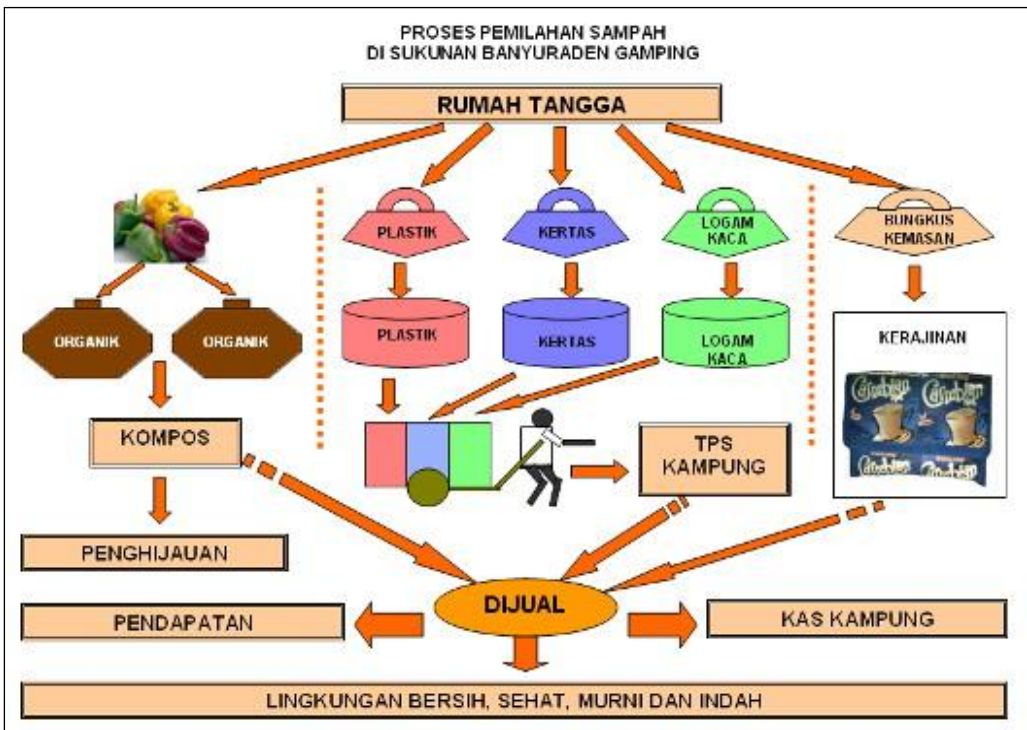 PROSES PEMILAHAN SAMPAH
DI SUKUNAN BANYURADEN GAMPING
RUMAH TANGGA
PLASTIK
KERTAS
LOGAM
KACA
BUNGKUS
KEMASAN
ORGANIK
ORGANIK
PLASTIK
KERTAS
LOGAM
KACA
KERAJINAN
KOMPOS
TPS
KAMPUNG
PENGHIJAUAN
DIJUAL
PENDAPATAN
KAS KAMPUNG
LINGKUNGAN BERSIH, SEHAT, MURNI DAN INDAH